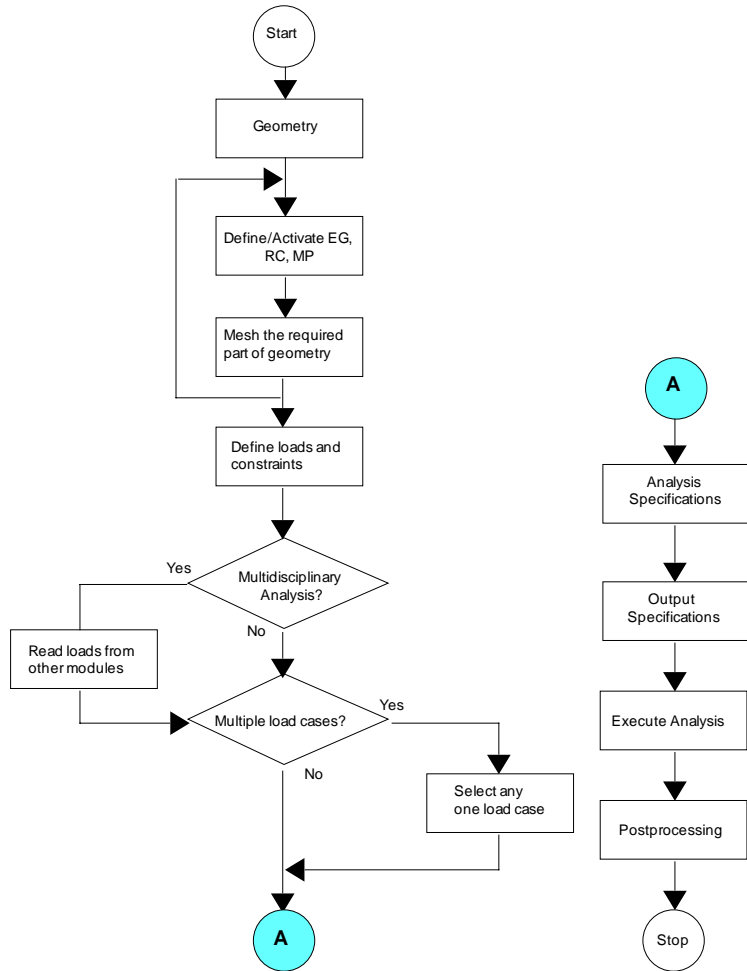 Start
Geometry
Define/Activate EG,
RC, MP
Mesh the required
part of geometry
Define loads and
constraints
Yes
Multidisciplinary
Analysis?
No
Read loads from
other modules
Multiple load cases?
Yes
No
Select any
one load case
A
A
Analysis
Specifications
Output
Specifications
Execute Analysis
Postprocessing
Stop